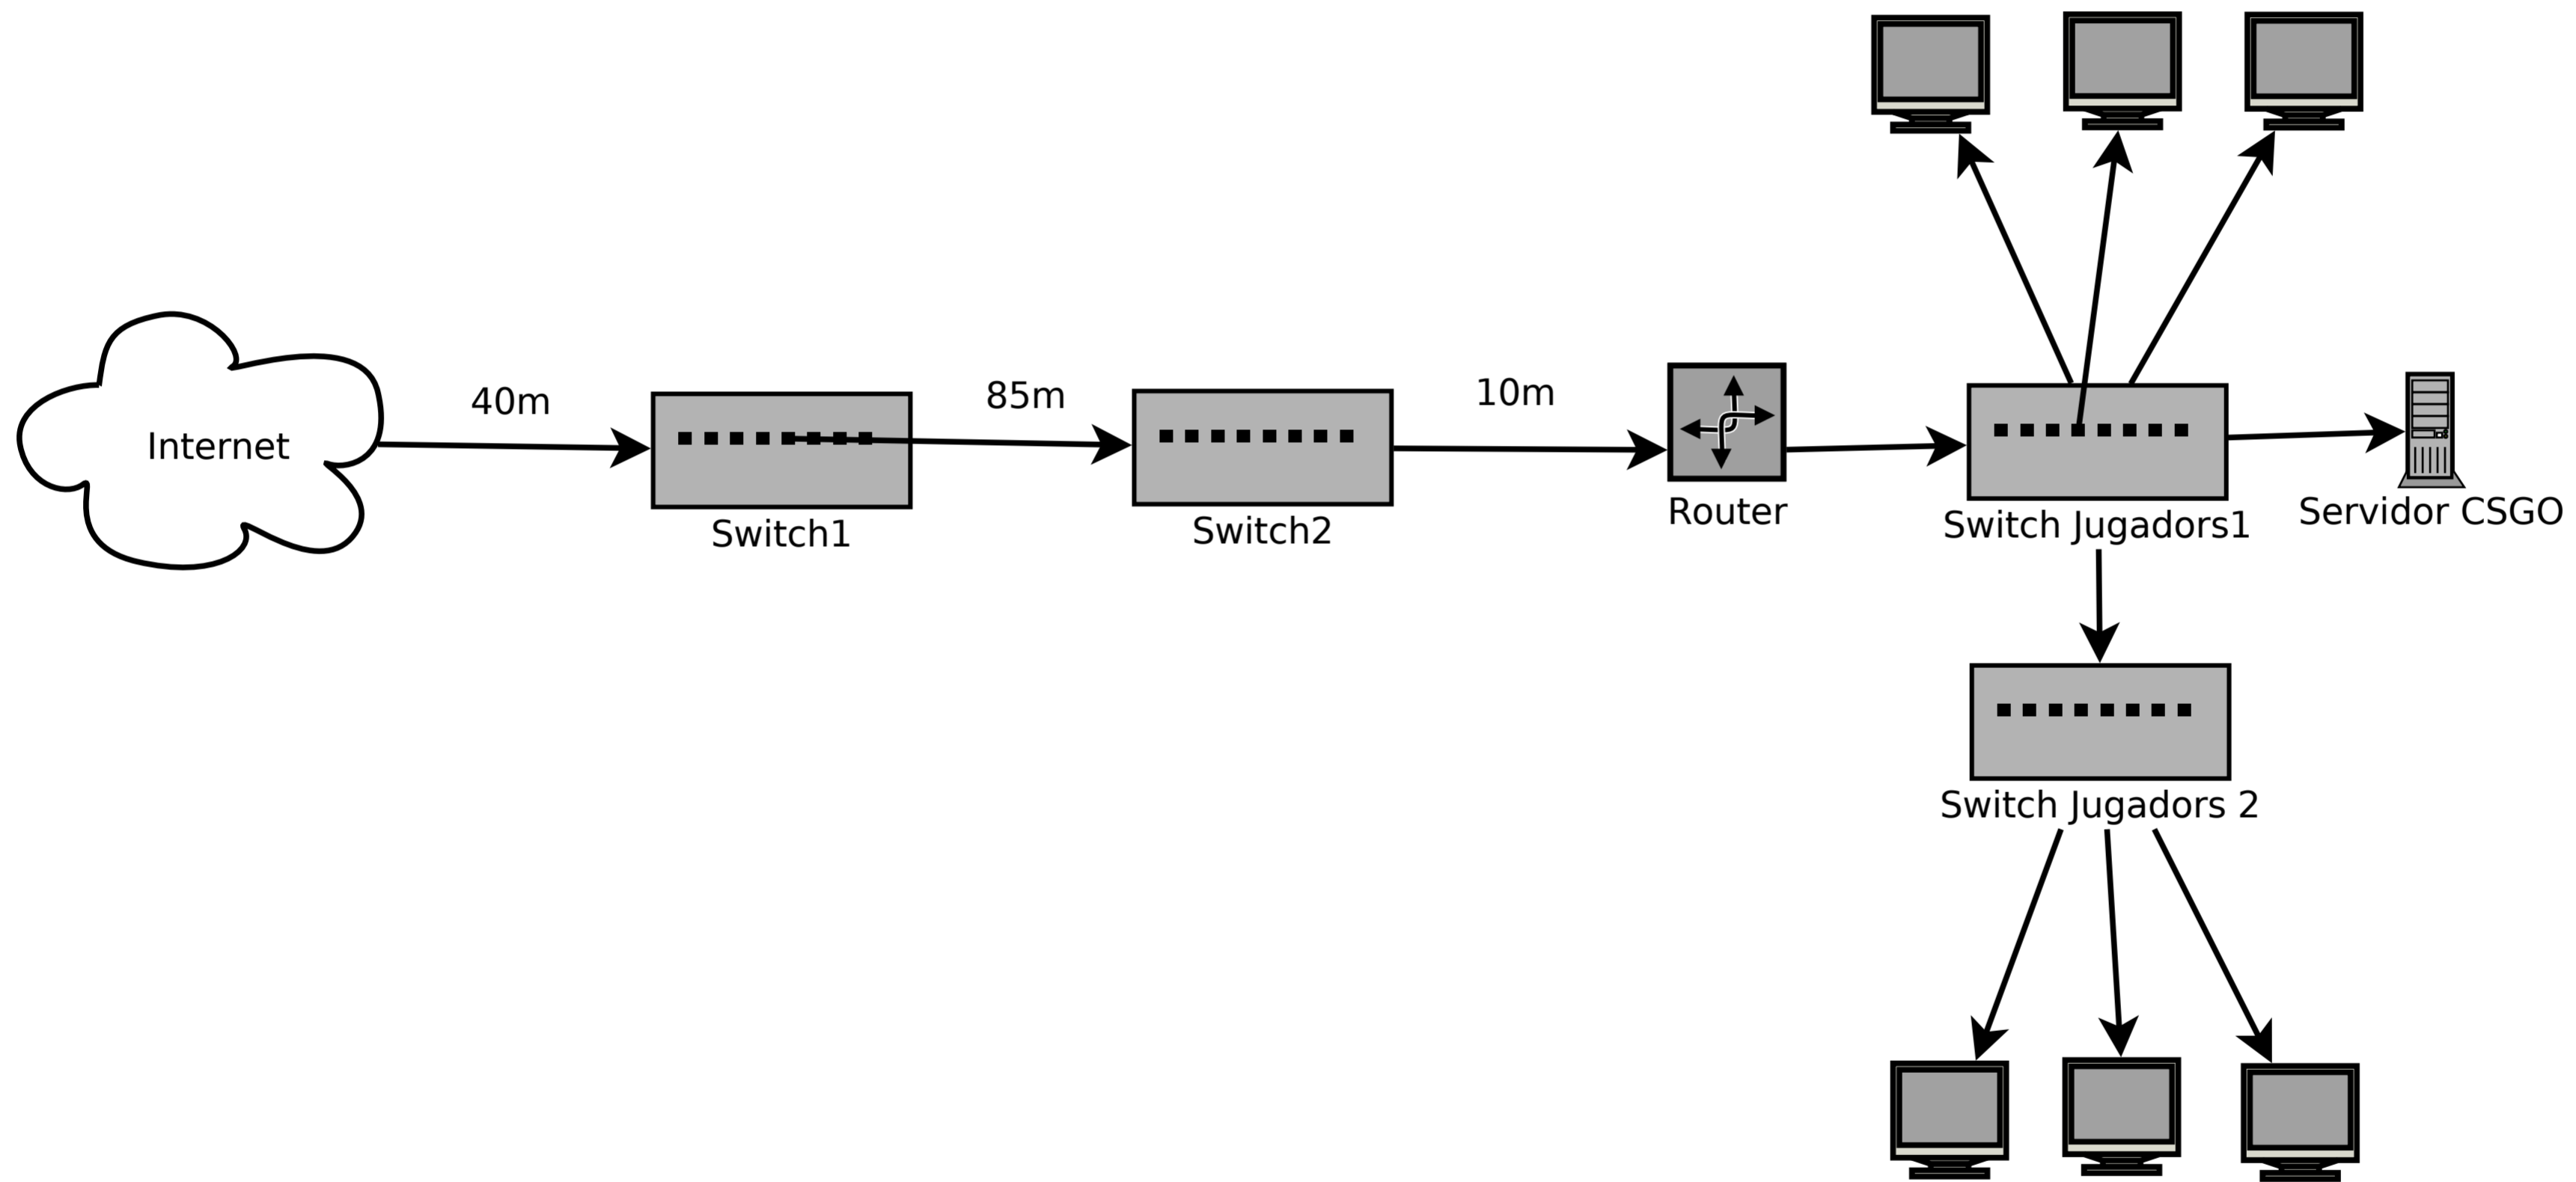 Internet
40m
Switch1
85m
Switch2
10m
Router
Switch Jugadors1
Servidor CSGO
Switch Jugadors 2